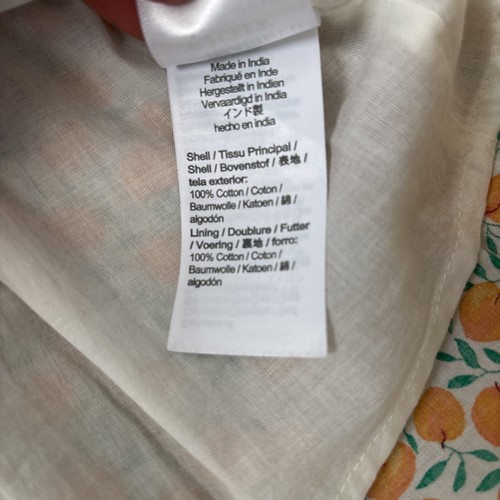 Made in India
Fabriqué en Inde
Hergestellt in Indien
Vervaardigd in India
インド製
hecho en india
Shell / Tissu Principal /
Shell / Bovenstof / 表地 /
tela exterior:
100% Cotton / Coton /
Baumwolle / Katoen / 綿 /
algodón
Lining / Doublure / Futter
/ Voering / 裏地 / forro:
100% Cotton / Coton /
Baumwolle / Katoen / 綿 /
algodón